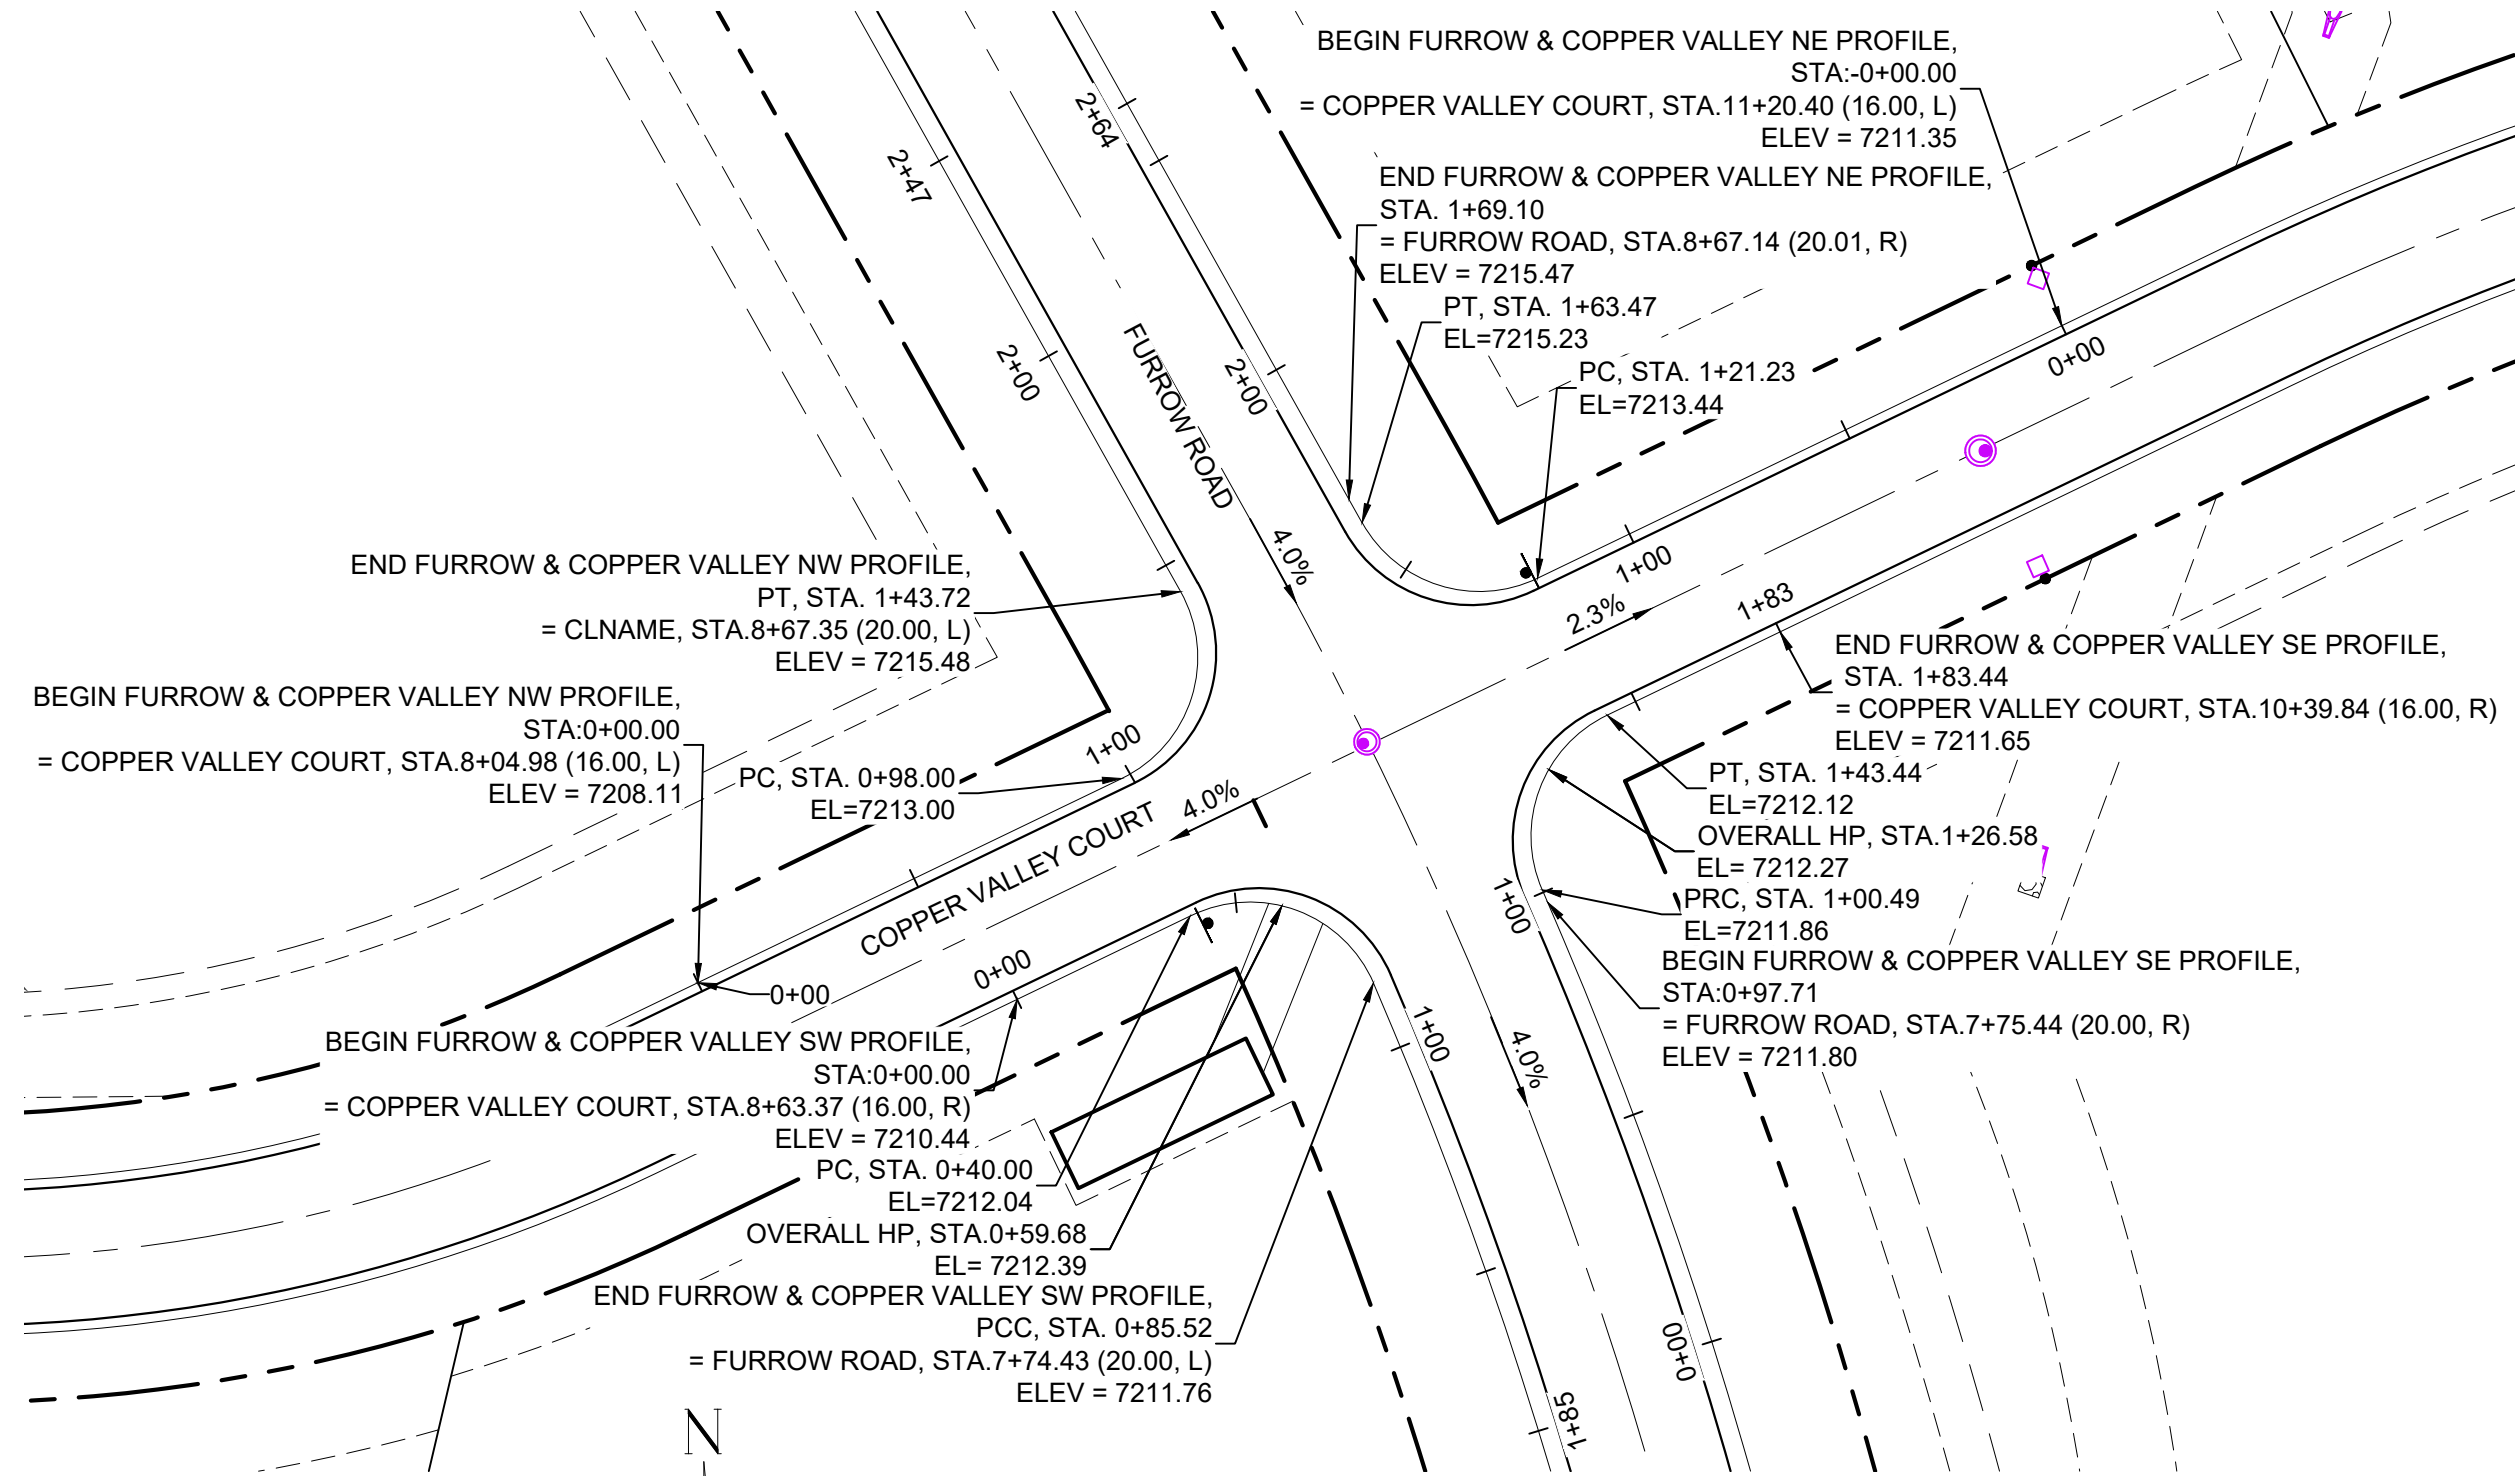 BEGIN FURROW & COPPER VALLEY NE PROFILE,
STA:-0+00.00
= COPPER VALLEY COURT, STA.11+20.40 (16.00, L)
ELEV = 7211.35
END FURROW & COPPER VALLEY NE PROFILE,
STA. 1+69.10
= FURROW ROAD, STA.8+67.14 (20.01, R)
ELEV = 7215.47
PT, STA. 1+63.47
EL=7215.23
PC, STA. 1+21.23
EL=7213.44
2+64
2+47
2+00
2+00
0+00
FURROW ROAD
4.0%
1+00
2.3%
1+83
END FURROW & COPPER VALLEY NW PROFILE,
PT, STA. 1+43.72
= CLNAME, STA.8+67.35 (20.00, L)
ELEV = 7215.48
BEGIN FURROW & COPPER VALLEY NW PROFILE,
STA:0+00.00
= COPPER VALLEY COURT, STA.8+04.98 (16.00, L)
ELEV = 7208.11
PC, STA. 0+98.00
EL=7213.00
1+00
4.0%
COPPER VALLEY COURT
END FURROW & COPPER VALLEY SE PROFILE,
STA. 1+83.44
= COPPER VALLEY COURT, STA.10+39.84 (16.00, R)
ELEV = 7211.65
PT, STA. 1+43.44
EL=7212.12
OVERALL HP, STA.1+26.58
EL= 7212.27
PRC, STA. 1+00.49
EL=7211.86
BEGIN FURROW & COPPER VALLEY SE PROFILE,
STA:0+97.71
= FURROW ROAD, STA.7+75.44 (20.00, R)
ELEV = 7211.80
1+00
0+00
0+00
1+00
4.0%
BEGIN FURROW & COPPER VALLEY SW PROFILE,
STA:0+00.00
= COPPER VALLEY COURT, STA.8+63.37 (16.00, R)
ELEV = 7210.44
PC, STA. 0+40.00
EL=7212.04
OVERALL HP, STA.0+59.68
EL= 7212.39
END FURROW & COPPER VALLEY SW PROFILE,
PCC, STA. 0+85.52
= FURROW ROAD, STA.7+74.43 (20.00, L)
ELEV = 7211.76
0+00
1+85
N